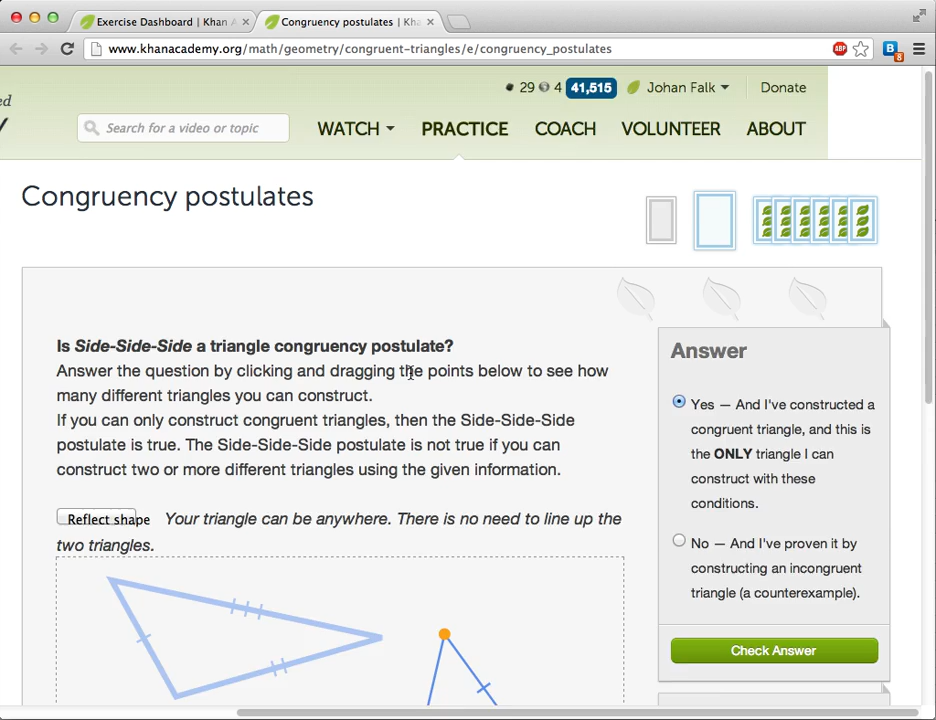 Exercise Dashboard | Khan A
Congruency postulates | Kha
www.khanacademy.org/math/geometry/congruent-triangles/e/congruency_postulates
ABP
B
8
ed
29 4 41,515 Johan Falk Donate
Search for a video or topic
WATCH PRACTICE COACH VOLUNTEER ABOUT
Congruency postulates
Is Side-Side-Side a triangle congruency postulate?
Answer the question by clicking and dragging the points below to see how
many different triangles you can construct.
If you can only construct congruent triangles, then the Side-Side-Side
postulate is true. The Side-Side-Side postulate is not true if you can
construct two or more different triangles using the given information.
Reflect shape Your triangle can be anywhere. There is no need to line up the
two triangles.
Answer
Yes — And I've constructed a
congruent triangle, and this is
the ONLY triangle I can
construct with these
conditions.
No — And I've proven it by
constructing an incongruent
triangle (a counterexample).
Check Answer